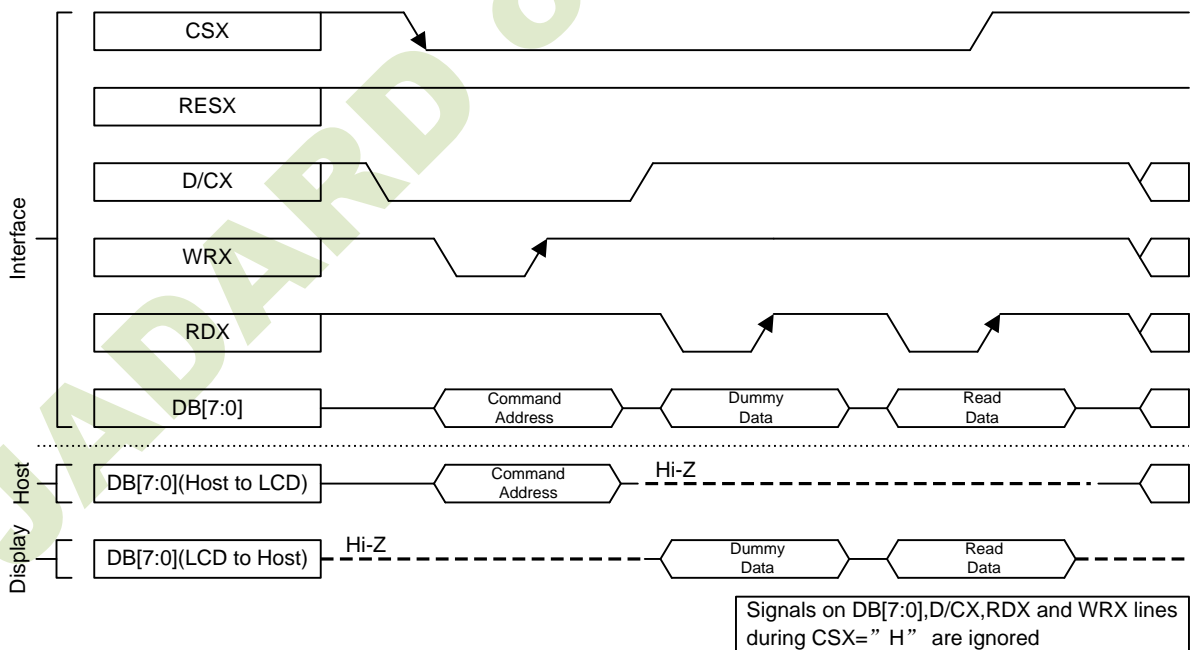 Interface
CSX
RESX
D/CX
WRX
RDX
DB[7:0]
Command
Address
Dummy
Data
Read
Data
Host
DB[7:0](Host to LCD)
Command
Address
Hi-Z
Display
DB[7:0](LCD to Host)
Hi-Z
Dummy
Data
Read
Data
Signals on DB[7:0],D/CX,RDX and WRX lines
during CSX=” H” are ignored
JADARD